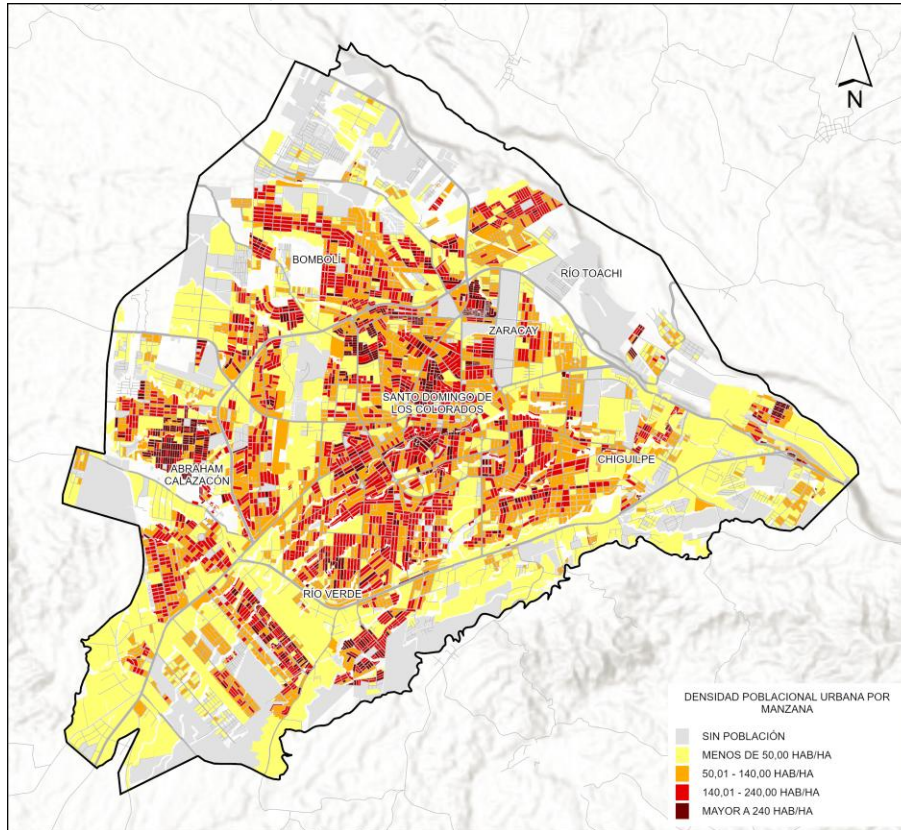 N
BOMBOLÍ
RÍO TOACHI
ZARACAY
SANTO DOMINGO DE
LOS COLORADOS
CHIGUILPE
ABRAHAM
CALAZACÓN
RÍO VERDE
DENSIDAD POBLACIONAL URBANA POR
MANZANA
SIN POBLACIÓN
MENOS DE 50,00 HAB/HA
50,01 - 140,00 HAB/HA
140,01 - 240,00 HAB/HA
MAYOR A 240 HAB/HA